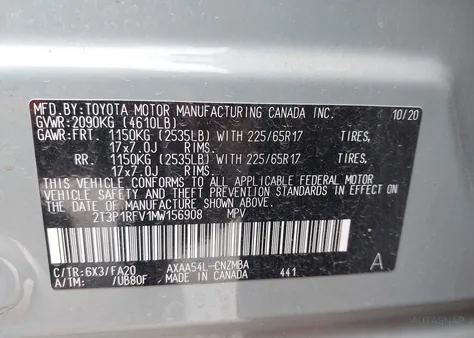 MFD.BY:TOYOTA MOTOR MANUFACTURING CANADA INC. 10/20
GVWR:2090KG (4610LB)
GAWR:FRT. 1150KG (2535LB) WITH 225/65R17 TIRES,
17x7.0J
RR. 1150KG (2535LB) WITH 225/65R17 TIRES,
17x7.0J
THIS VEHICLE CONFORMS TO ALL APPLICABLE FEDERAL MOTOR
VEHICLE SAFETY AND THEFT PREVENTION STANDARDS IN EFFECT
ON THE DATE OF MANUFACTURE SHOWN ABOVE.
2T3P1RFV1MW156908 MPV
C/TR:6X3/FA20 AXAA54L-CNZMBA A
A/TM: /UB80F MADE IN CANADA 441